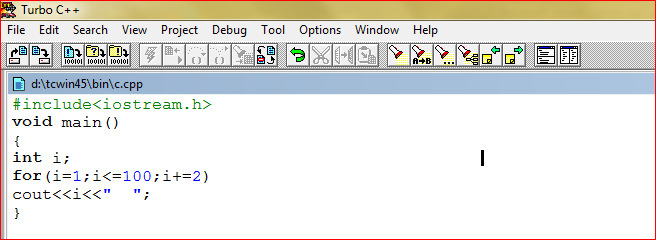 Turbo C++
File Edit Search View Project Debug Tool Options Window Help
d:\tcwin45\bin\c.cpp
#include<iostream.h>
void main()
{
int i;
for(i=1;i<=100;i+=2)
cout<<i<<"  ";
}